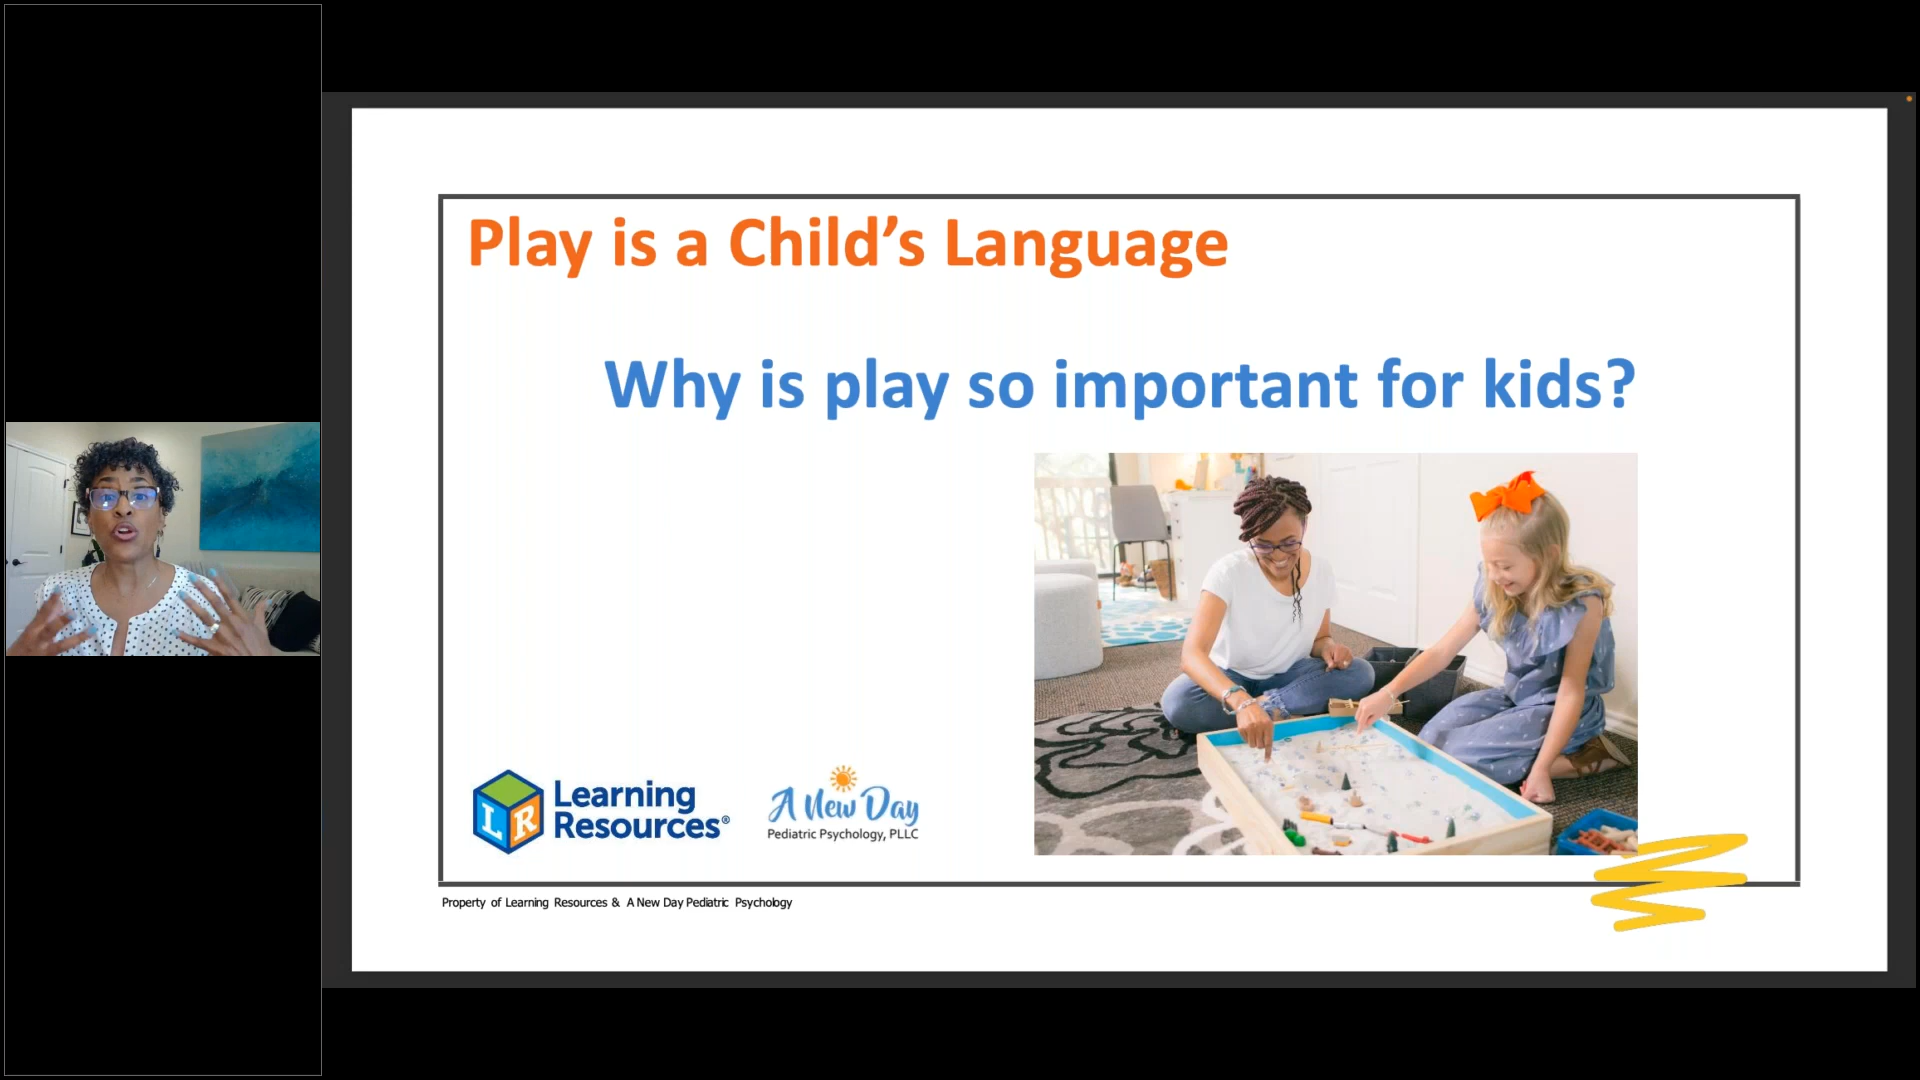 Play is a Child’s Language
Why is play so important for kids?
LR
Learning
Resources®
A New Day
Pediatric Psychology, PLLC
Property of Learning Resources & A New Day Pediatric Psychology